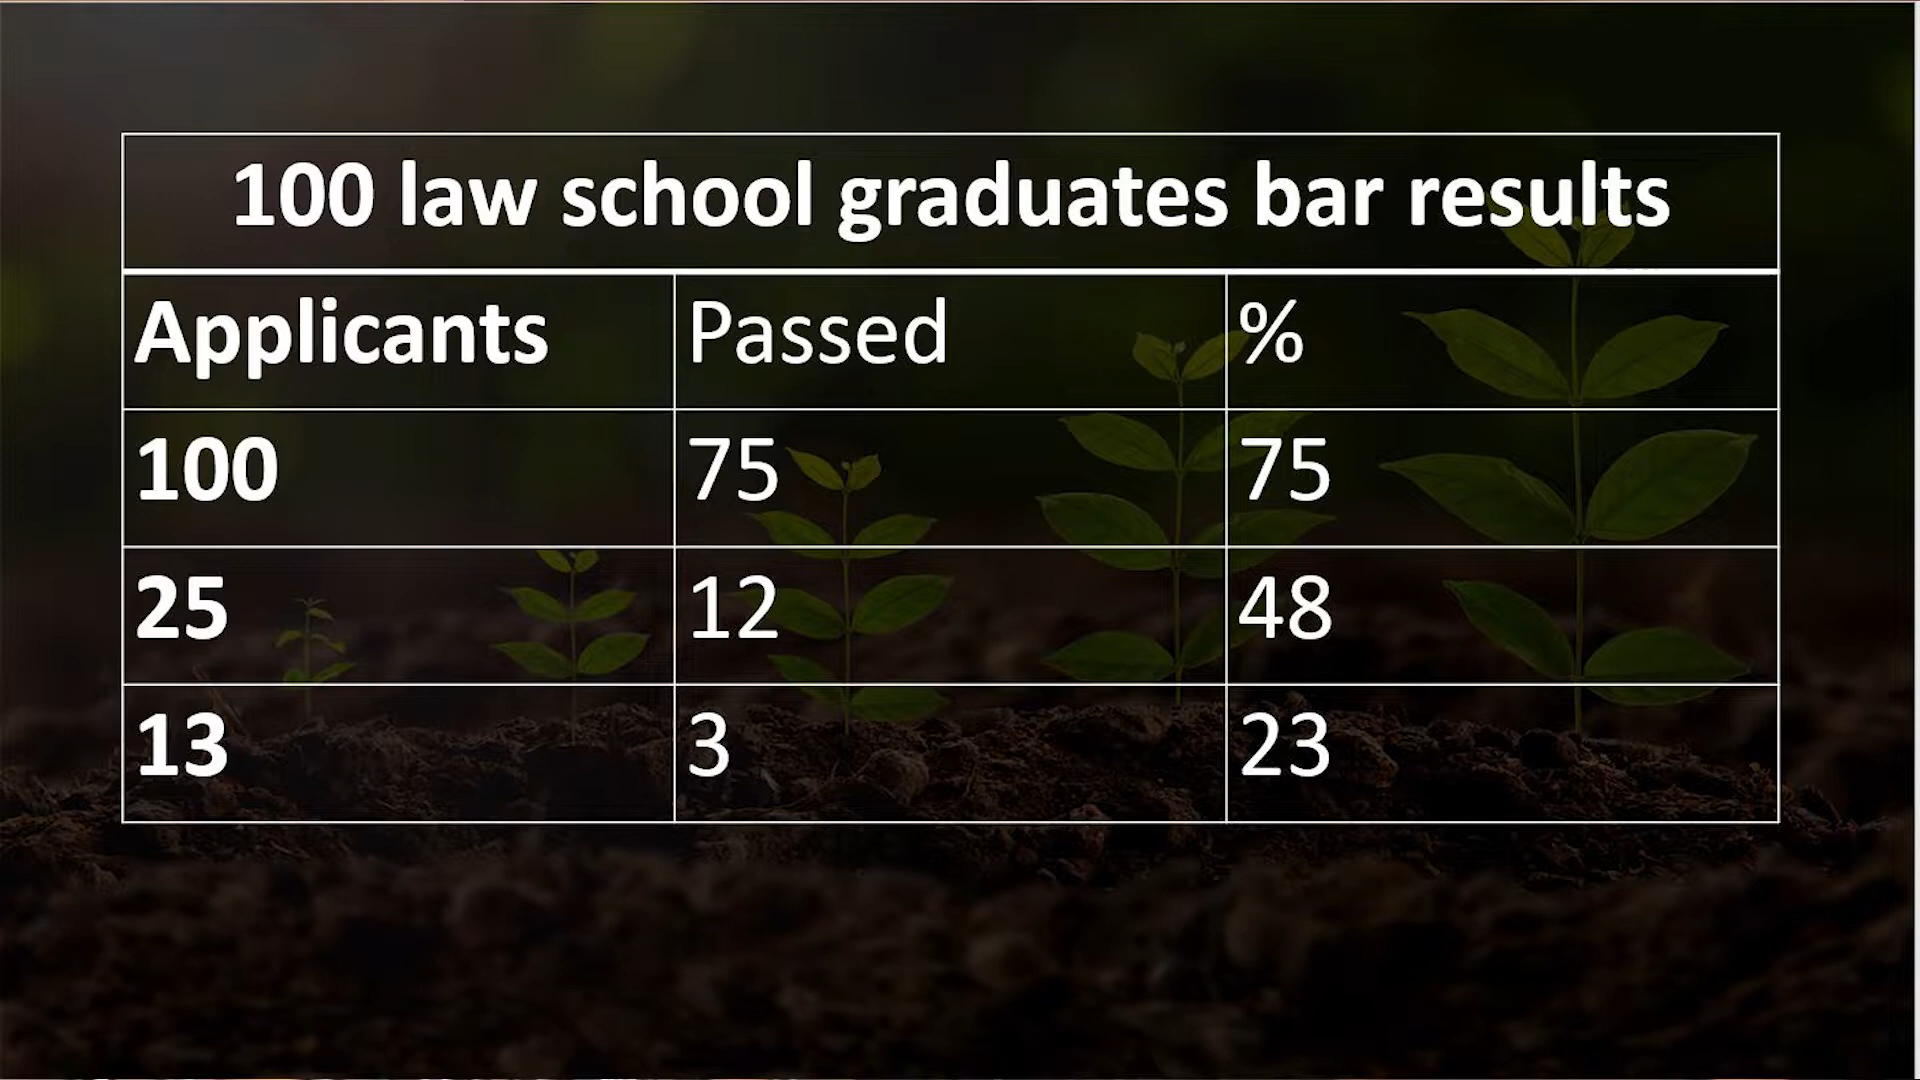 100 law school graduates bar results
Applicants Passed %
100 75 75
25 12 48
13 3 23